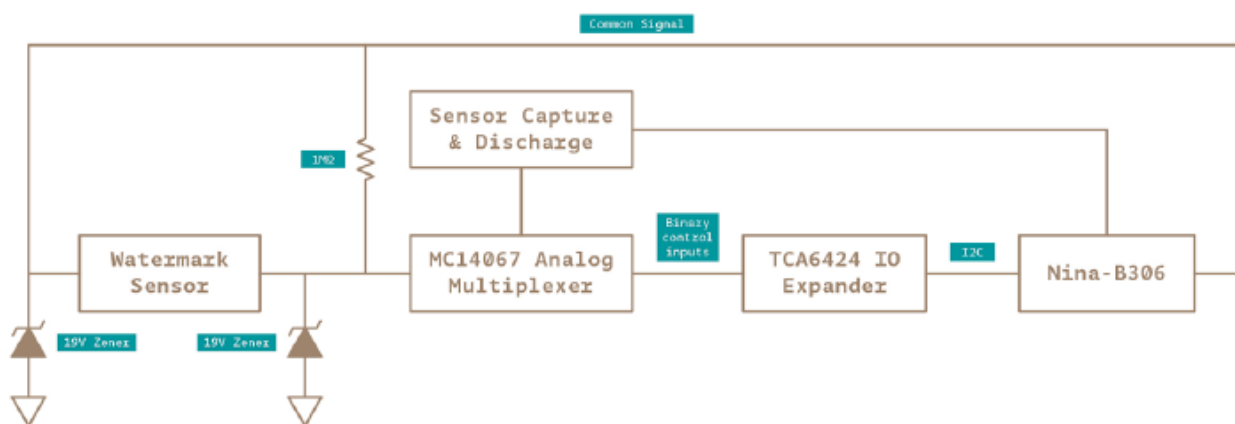 Common Signal
Sensor Capture
& Discharge
1MΩ
Watermark
Sensor
MC14067 Analog
Multiplexer
Binary
control
inputs
TCA6424 IO
Expander
I2C
Nina-B306
19V Zener
19V Zener